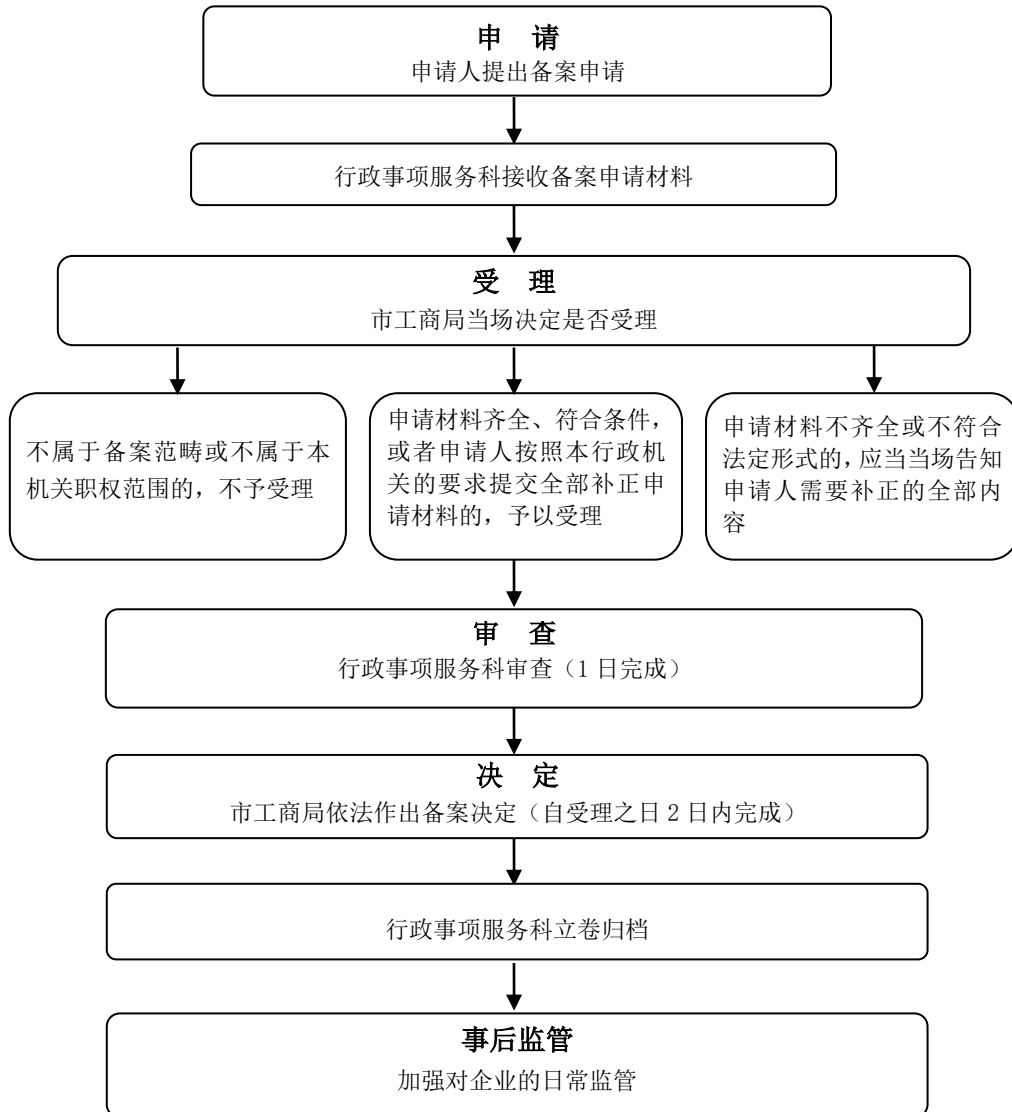 申 请
申请人提出备案申请
行政事项服务科接收备案申请材料
受 理
市工商局当场决定是否受理
不属于备案范畴或不属于本
机关职权范围的，不予受理
申请材料齐全、符合条件，
或者申请人按照本行政机
关的要求提交全部补正申
请材料的，予以受理
申请材料不齐全或不符合
法定形式的，应当当场告知
申请人需要补正的全部内
容
审 查
行政事项服务科审查（1 日完成）
决 定
市工商局依法作出备案决定（自受理之日 2 日内完成）
行政事项服务科立卷归档
事后监管
加强对企业的日常监管